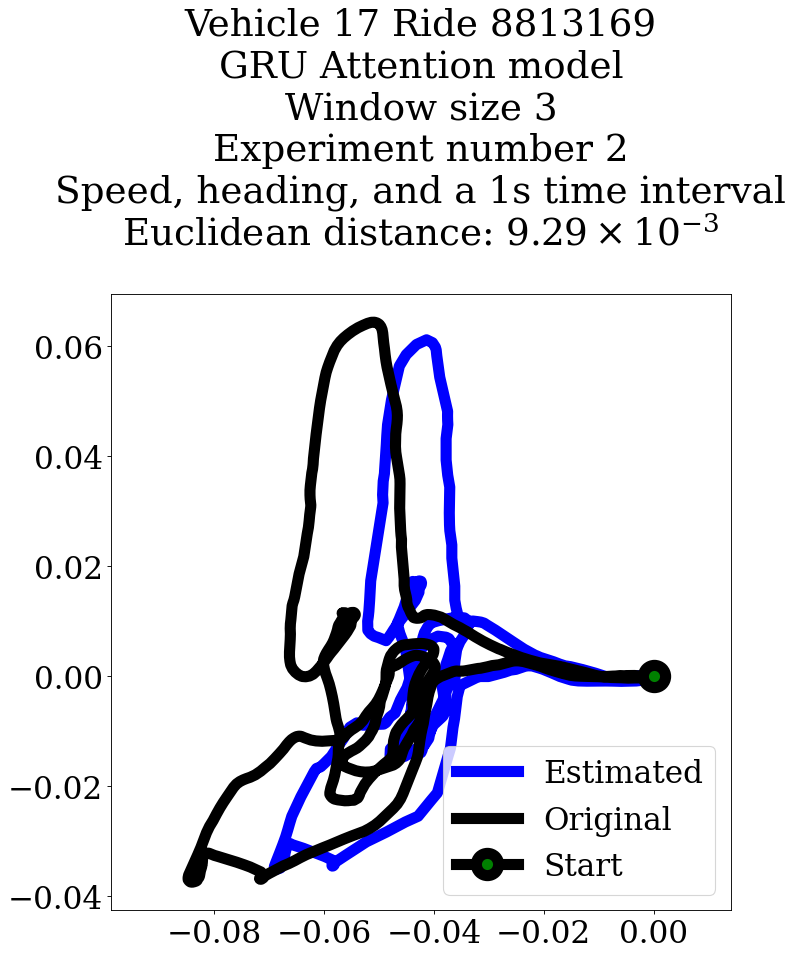 Vehicle 17 Ride 8813169
GRU Attention model
Window size 3
Experiment number 2
Speed, heading, and a 1s time interval
Euclidean distance: 9.29 × 10⁻³
0.06
0.04
0.02
0.00
−0.02
−0.04
Estimated
Original
Start
−0.08 −0.06 −0.04 −0.02 0.00